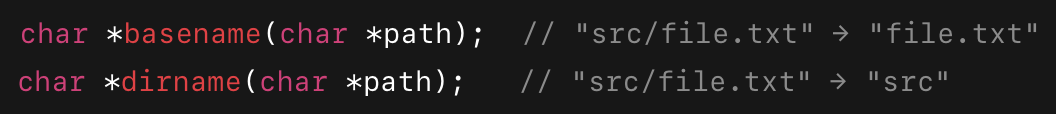 char *basename(char *path);  // "src/file.txt" → "file.txt"
char *dirname(char *path);   // "src/file.txt" → "src"